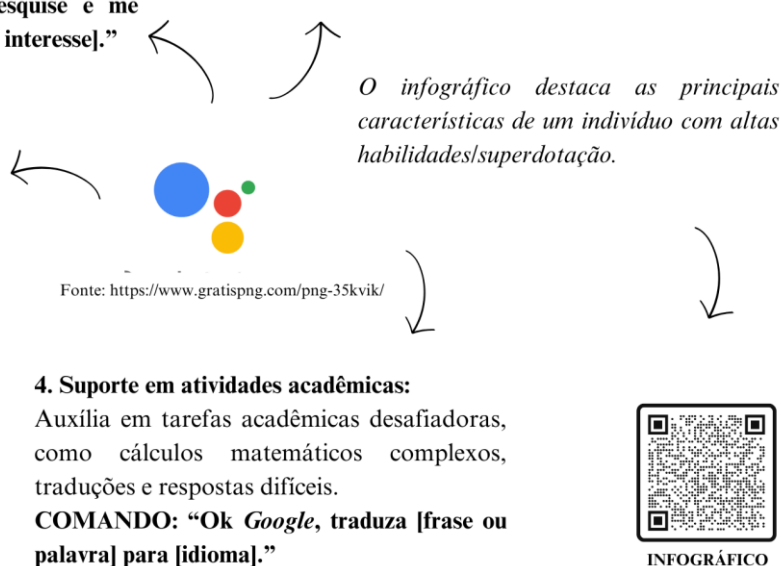 esquise e me
interesse].”
O infográfico destaca as principais
características de um indivíduo com altas
habilidades/superdotação.
Fonte: https://www.gratispng.com/png-35kvik/
4. Suporte em atividades acadêmicas:
Auxília em tarefas acadêmicas desafiadoras,
como cálculos matemáticos complexos,
traduções e respostas difíceis.
COMANDO: “Ok Google, traduza [frase ou
palavra] para [idioma].”
INFOGRÁFICO